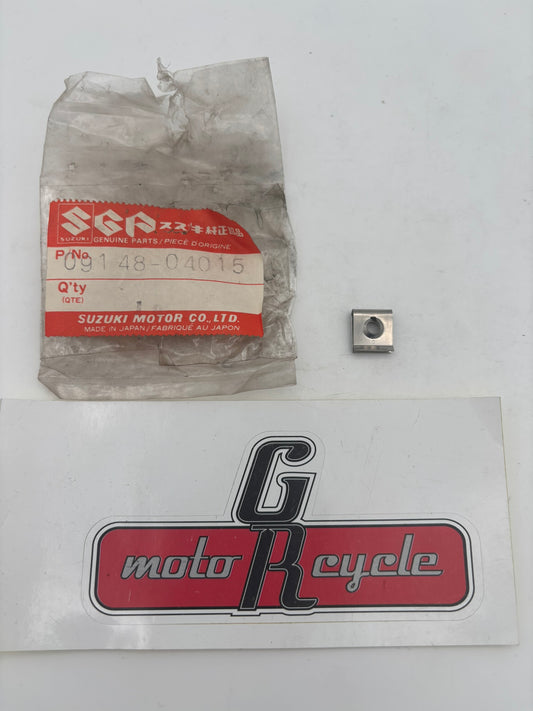 SGP スズキ純正部品
SUZUKI GENUINE PARTS/PIÈCE D'ORIGINE
P/No.
09148-04015
Q'ty
(QTE)
SUZUKI MOTOR CO., LTD.
MADE IN JAPAN/FABRIQUÉ AU JAPON
G
moto R cycle